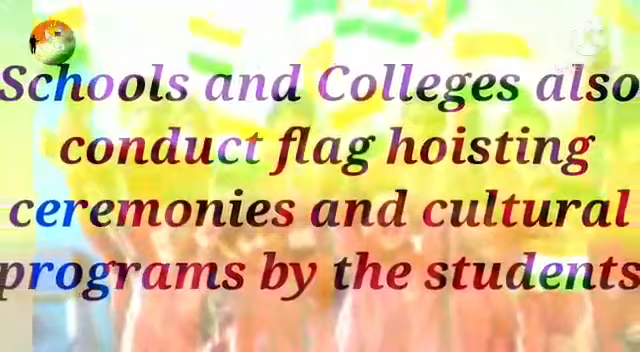 Schools and Colleges also
conduct flag hoisting
ceremonies and cultural
programs by the students